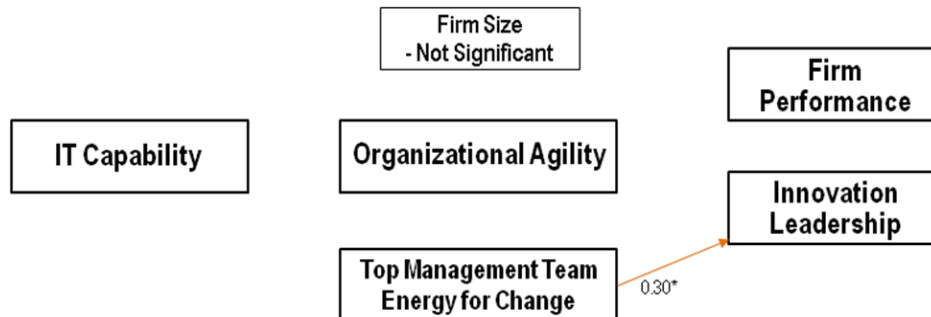 Firm Size
- Not Significant
Firm
Performance
IT Capability
Organizational Agility
Innovation
Leadership
Top Management Team
Energy for Change
0.30*